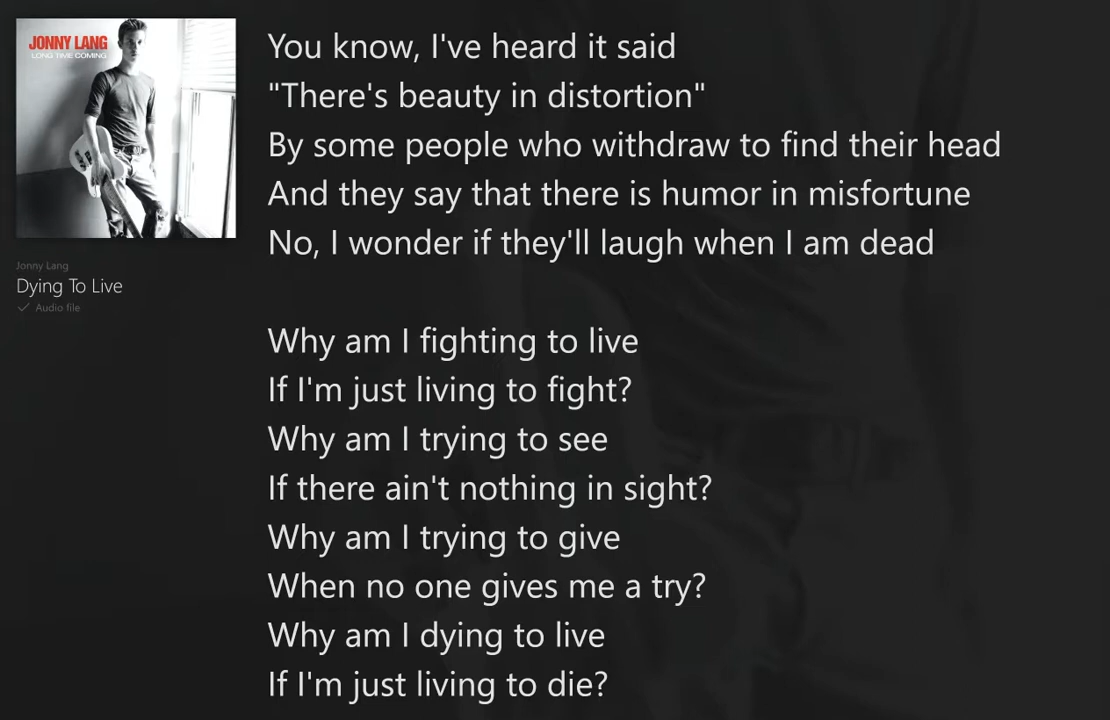 JONNY LANG
LONG TIME COMING
Jonny Lang
Dying To Live
Audio file
You know, I've heard it said
"There's beauty in distortion"
By some people who withdraw to find their head
And they say that there is humor in misfortune
No, I wonder if they'll laugh when I am dead
Why am I fighting to live
If I'm just living to fight?
Why am I trying to see
If there ain't nothing in sight?
Why am I trying to give
When no one gives me a try?
Why am I dying to live
If I'm just living to die?